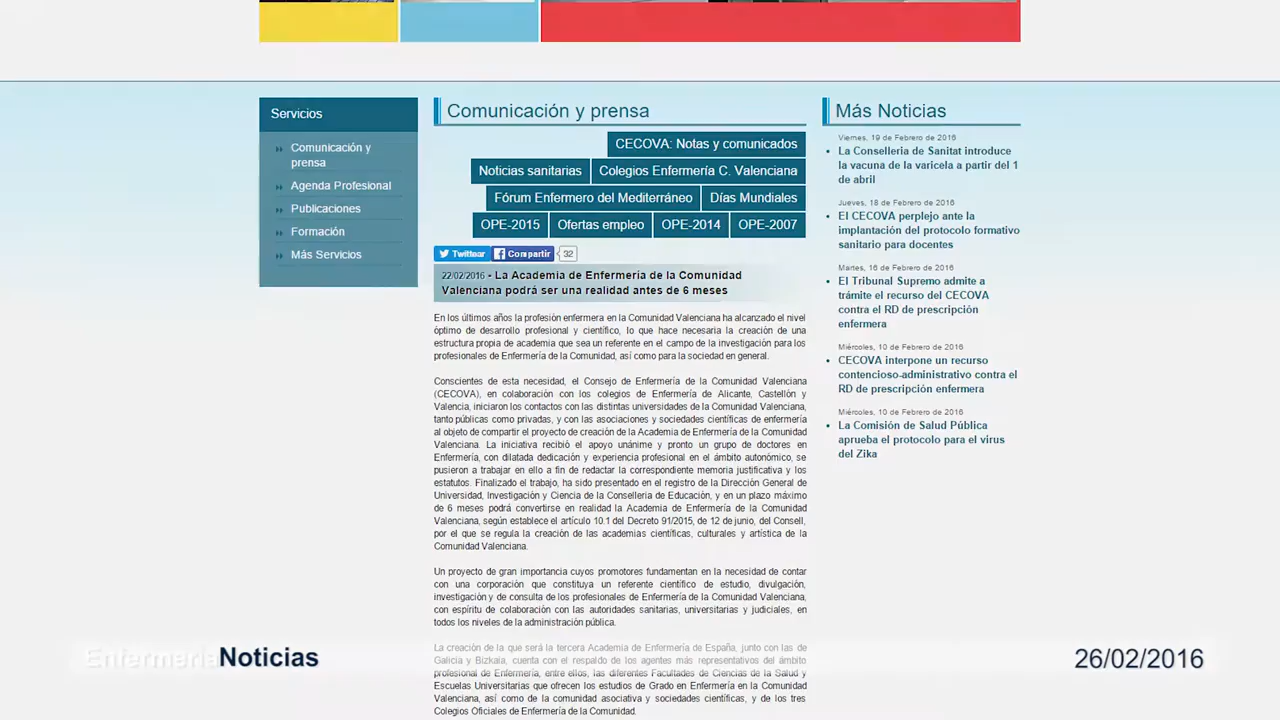 Servicios
Comunicación y
prensa
Agenda Profesional
Publicaciones
Formación
Más Servicios
Comunicación y prensa
CECOVA: Notas y comunicados
Noticias sanitarias
Colegios Enfermería C. Valenciana
Fórum Enfermero del Mediterráneo
Días Mundiales
OPE-2015
Ofertas empleo
OPE-2014
OPE-2007
Twittear
Compartir
32
22/02/2016 - La Academia de Enfermería de la Comunidad
Valenciana podrá ser una realidad antes de 6 meses
En los últimos años la profesión enfermera en la Comunidad Valenciana ha alcanzado el nivel
óptimo de desarrollo profesional y científico, lo que hace necesaria la creación de una
estructura propia de academia que sea un referente en el campo de la investigación para los
profesionales de Enfermería de la Comunidad, así como para la sociedad en general.
Conscientes de esta necesidad, el Consejo de Enfermería de la Comunidad Valenciana
(CECOVA), en colaboración con los colegios de Enfermería de Alicante, Castellón y
Valencia, iniciaron los contactos con las distintas universidades de la Comunidad Valenciana,
tanto públicas como privadas, y con las asociaciones y sociedades científicas de enfermería
al objeto de compartir el proyecto de creación de la Academia de Enfermería de la Comunidad
Valenciana. La iniciativa recibió el apoyo unánime y pronto un grupo de doctores en
Enfermería, con dilatada dedicación y experiencia profesional en el ámbito autonómico, se
pusieron a trabajar en ello a fin de redactar la correspondiente memoria justificativa y los
estatutos. Finalizado el trabajo, ha sido presentado en el registro de la Dirección General de
Universidad, Investigación y Ciencia de la Conselleria de Educación, y en un plazo máximo
de 6 meses podrá convertirse en realidad la Academia de Enfermería de la Comunidad
Valenciana, según establece el artículo 10.1 del Decreto 91/2015, de 12 de junio, del Consell,
por el que se regula la creación de las academias científicas, culturales y artística de la
Comunidad Valenciana.
Un proyecto de gran importancia cuyos promotores fundamentan en la necesidad de contar
con una corporación que constituya un referente científico de estudio, divulgación,
investigación y de consulta de los profesionales de Enfermería de la Comunidad Valenciana,
con espíritu de colaboración con las autoridades sanitarias, universitarias y judiciales, en
todos los niveles de la administración pública.
La creación de la que será la tercera Academia de Enfermería de España, junto con las de
Galicia y Bizkaia, cuenta con el respaldo de los agentes más representativos del ámbito
profesional de Enfermería, entre ellos, las diferentes Facultades de Ciencias de la Salud y
Escuelas Universitarias que ofrecen los estudios de Grado en Enfermería en la Comunidad
Valenciana, así como de la comunidad asociativa y sociedades científicas, y de los tres
Colegios Oficiales de Enfermería de la Comunidad.
Más Noticias
Viernes, 19 de Febrero de 2016
La Conselleria de Sanitat introduce
la vacuna de la varicela a partir del 1
de abril
Jueves, 18 de Febrero de 2016
El CECOVA perplejo ante la
implantación del protocolo formativo
sanitario para docentes
Martes, 16 de Febrero de 2016
El Tribunal Supremo admite a
trámite el recurso del CECOVA
contra el RD de prescripción
enfermera
Miércoles, 10 de Febrero de 2016
CECOVA interpone un recurso
contencioso-administrativo contra el
RD de prescripción enfermera
Miércoles, 10 de Febrero de 2016
La Comisión de Salud Pública
aprueba el protocolo para el virus
del Zika
EnfermeriaNoticias
26/02/2016